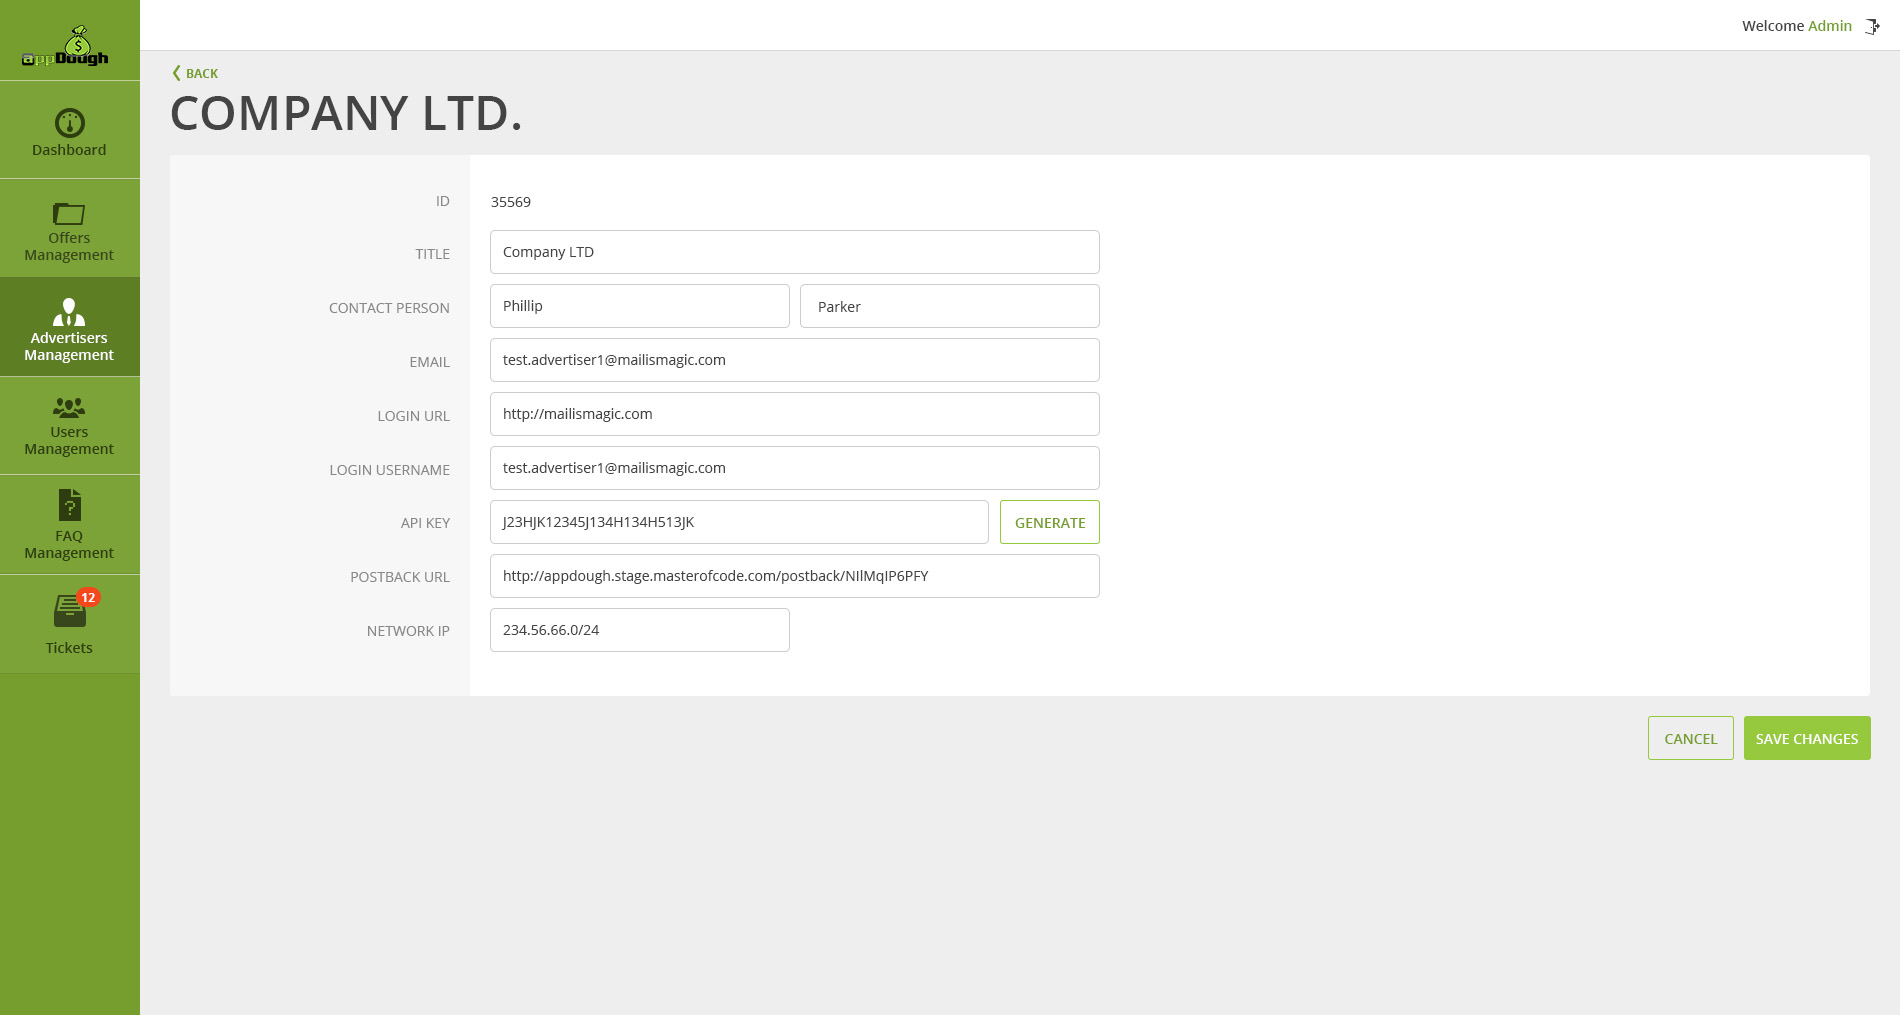 appDough
Welcome Admin
BACK
COMPANY LTD.
Dashboard
Offers
Management
Advertisers
Management
Users
Management
FAQ
Management
12
Tickets
ID 35569
TITLE Company LTD
CONTACT PERSON Phillip Parker
EMAIL test.advertiser1@mailismagic.com
LOGIN URL http://mailismagic.com
LOGIN USERNAME test.advertiser1@mailismagic.com
API KEY J23HJK12345J134H134H513JK GENERATE
POSTBACK URL http://appdough.stage.masterofcode.com/postback/NIlMqIP6PFY
NETWORK IP 234.56.66.0/24
CANCEL SAVE CHANGES